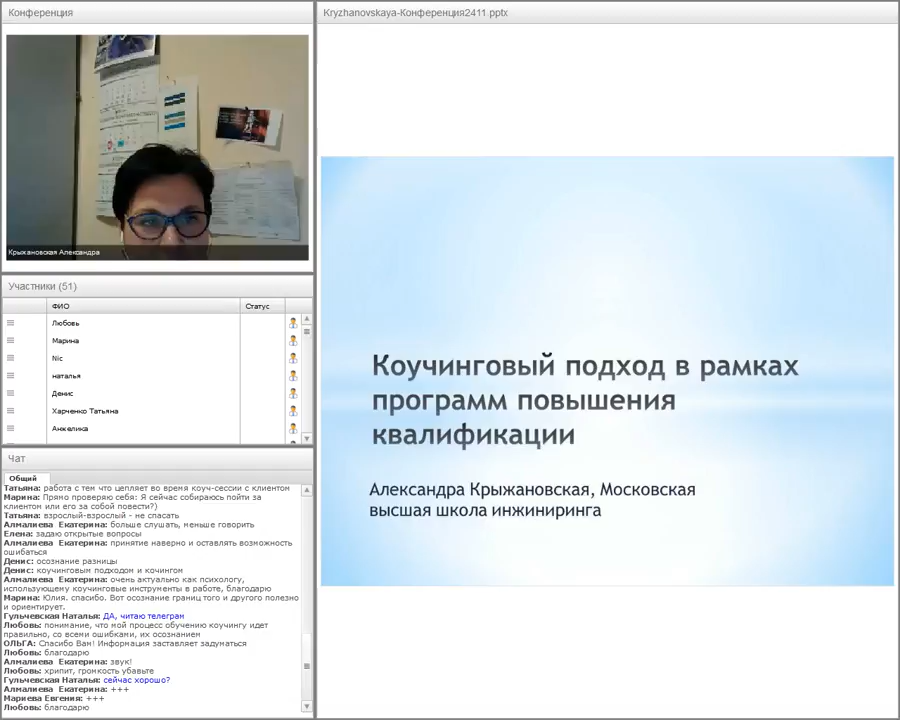 Конференция
Крыжановская Александра
Участники (51)
ФИО Статус
Любовь
Марина
Nic
наталья
Денис
Харченко Татьяна
Анжелика
Чат
Общий
Татьяна: работа с тем что цепляет во время коуч-сессии с клиентом
Марина: Прямо проверяю себя: Я сейчас собираюсь пойти за
клиентом или его за собой повести?)
Татьяна: взрослый-взрослый - не спасать
Алмалиева Екатерина: больше слушать, меньше говорить
Елена: задаю открытые вопросы
Алмалиева Екатерина: принятие наверно и оставлять возможность
ошибаться
Денис: осознание разницы
Денис: коучинговым подходом и кочингом
Алмалиева Екатерина: очень актуально как психологу,
использующему коучинговые инструменты в работе, благодарю
Марина: Юлия. спасибо. Вот осознание границ того и другого полезно
и ориентирует.
Гульчевская Наталья: ДА, читаю телеграм
Любовь: понимание, что мой процесс обучению коучингу идет
правильно, со всеми ошибками, их осознанием
ОЛЬГА: Спасибо Вам! Информация заставляет задуматься
Любовь: благодарю
Алмалиева Екатерина: звук!
Любовь: хрипит, громкость убавьте
Гульчевская Наталья: сейчас хорошо?
Алмалиева Екатерина: +++
Мариева Евгения: +++
Любовь: благодарю
Kryzhanovskaya-Конференция2411.pptx
Коучинговый подход в рамках
программ повышения
квалификации
Александра Крыжановская, Московская
высшая школа инжиниринга